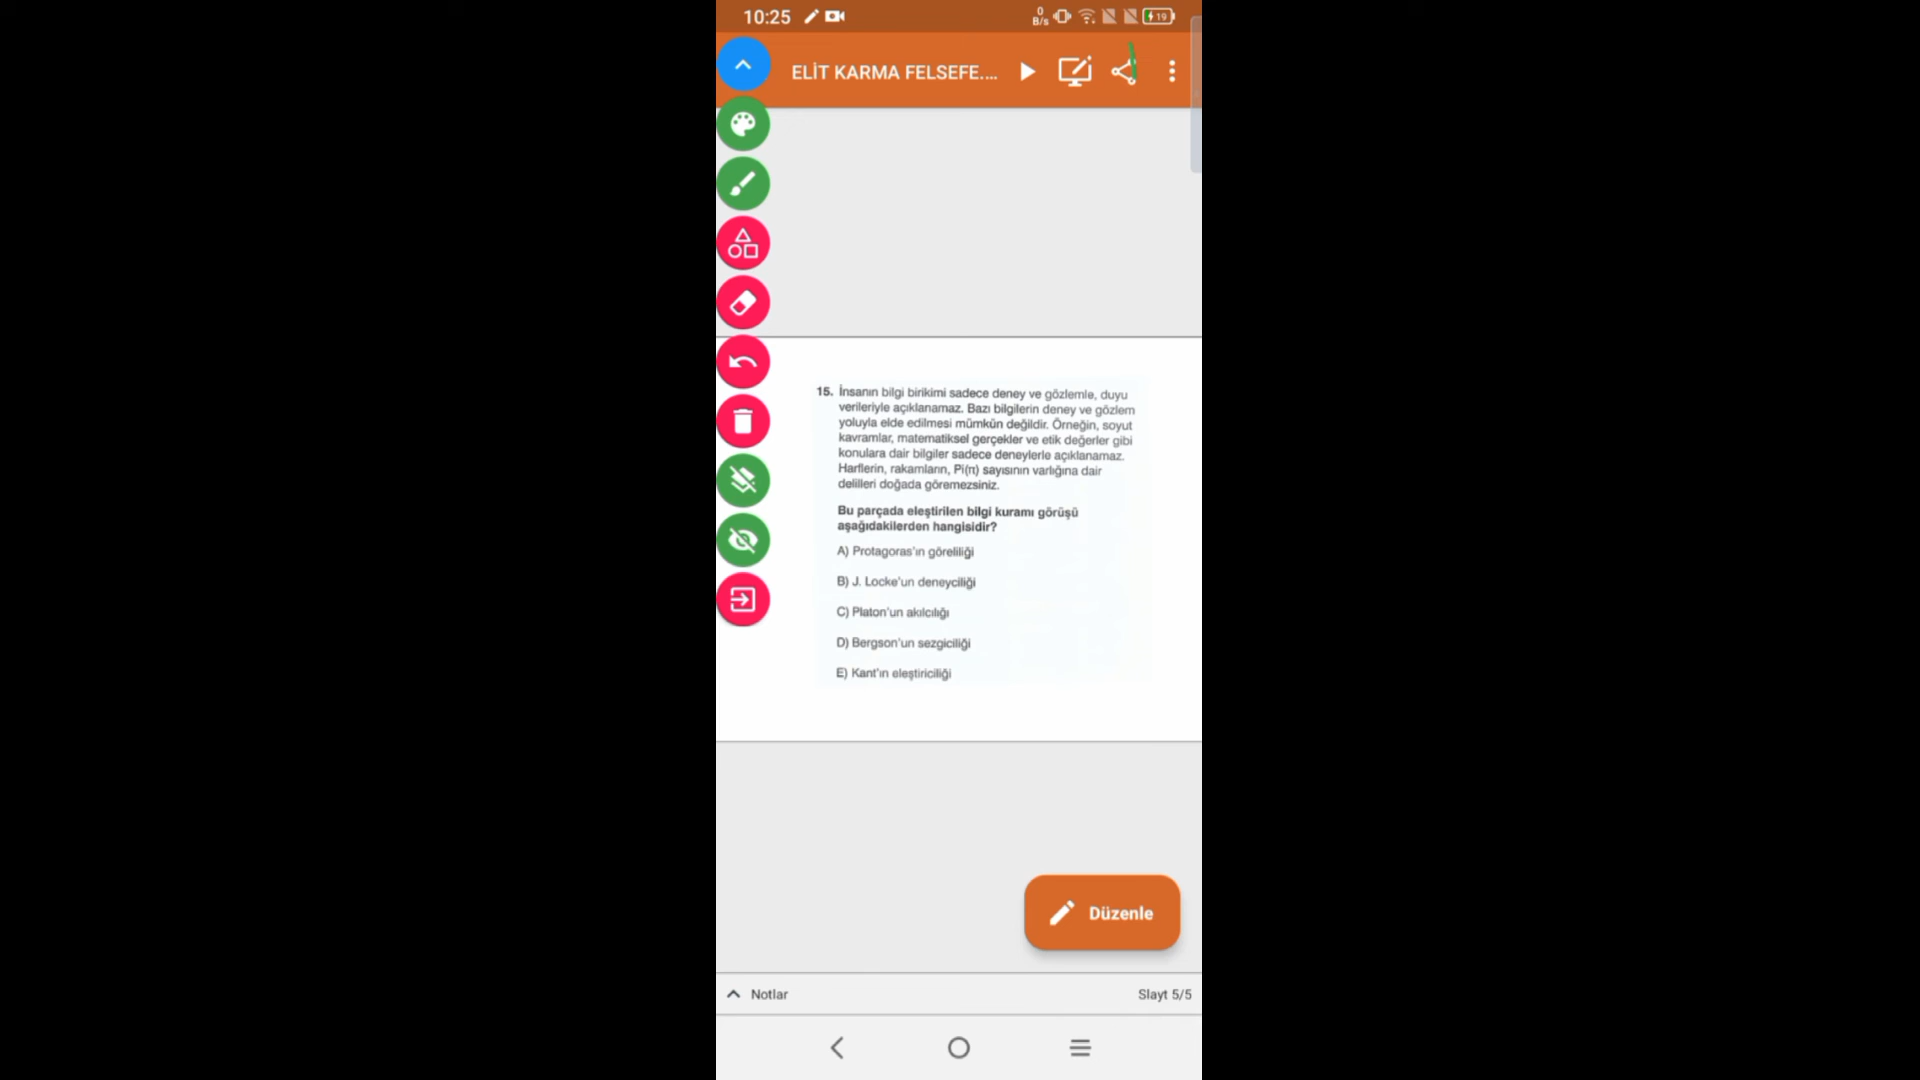 10:25
0
B/s
19
ELİT KARMA FELSEFE....
15. İnsanın bilgi birikimi sadece deney ve gözlemle, duyu
verileriyle açıklanamaz. Bazı bilgilerin deney ve gözlem
yoluyla elde edilmesi mümkün değildir. Örneğin, soyut
kavramlar, matematiksel gerçekler ve etik değerler gibi
konulara dair bilgiler sadece deneylerle açıklanamaz.
Harflerin, rakamların, Pi(π) sayısının varlığına dair
delilleri doğada göremezsiniz.
Bu parçada eleştirilen bilgi kuramı görüşü
aşağıdakilerden hangisidir?
A) Protagoras'ın göreliliği
B) J. Locke'un deneyciliği
C) Platon'un akılcılığı
D) Bergson'un sezgiciliği
E) Kant'ın eleştiriciliği
Düzenle
Notlar
Slayt 5/5